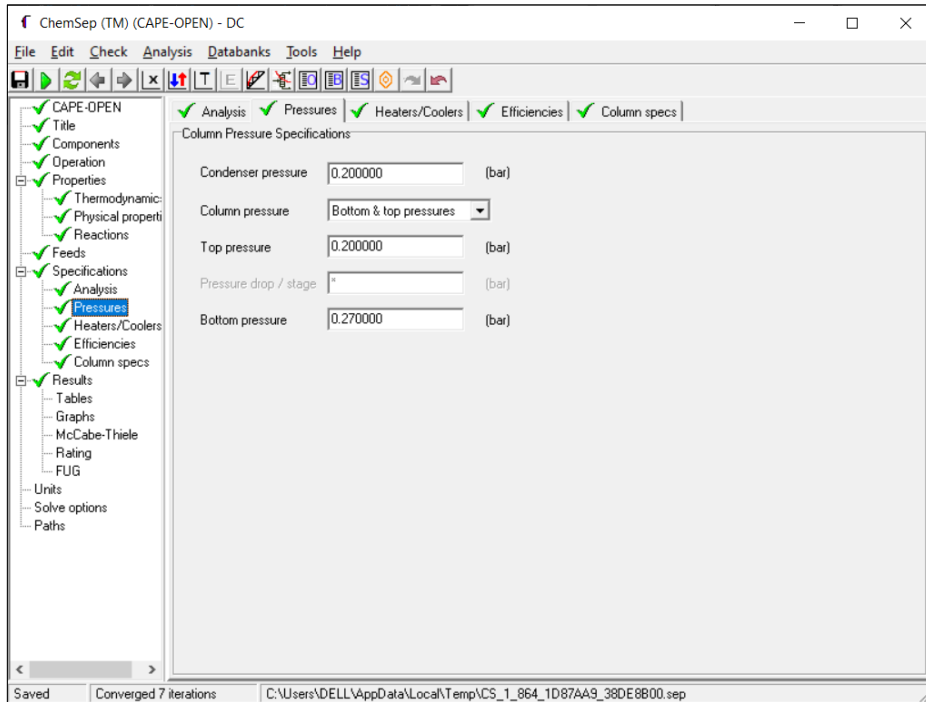 ChemSep (TM) (CAPE-OPEN) - DC
File Edit Check Analysis Databanks Tools Help
X T E O B S
CAPE-OPEN
Title
Components
Operation
Properties
Thermodynamic
Physical properti
Reactions
Feeds
Specifications
Analysis
Pressures
Heaters/Coolers
Efficiencies
Column specs
Results
Tables
Graphs
McCabe-Thiele
Rating
FUG
Units
Solve options
Paths
Analysis Pressures Heaters/Coolers Efficiencies Column specs
Column Pressure Specifications
Condenser pressure 0.200000 (bar)
Column pressure Bottom & top pressures
Top pressure 0.200000 (bar)
Pressure drop / stage * (bar)
Bottom pressure 0.270000 (bar)
Saved Converged 7 iterations C:\Users\DELL\AppData\Local\Temp\CS_1_864_1D87AA9_38DE8B00.sep